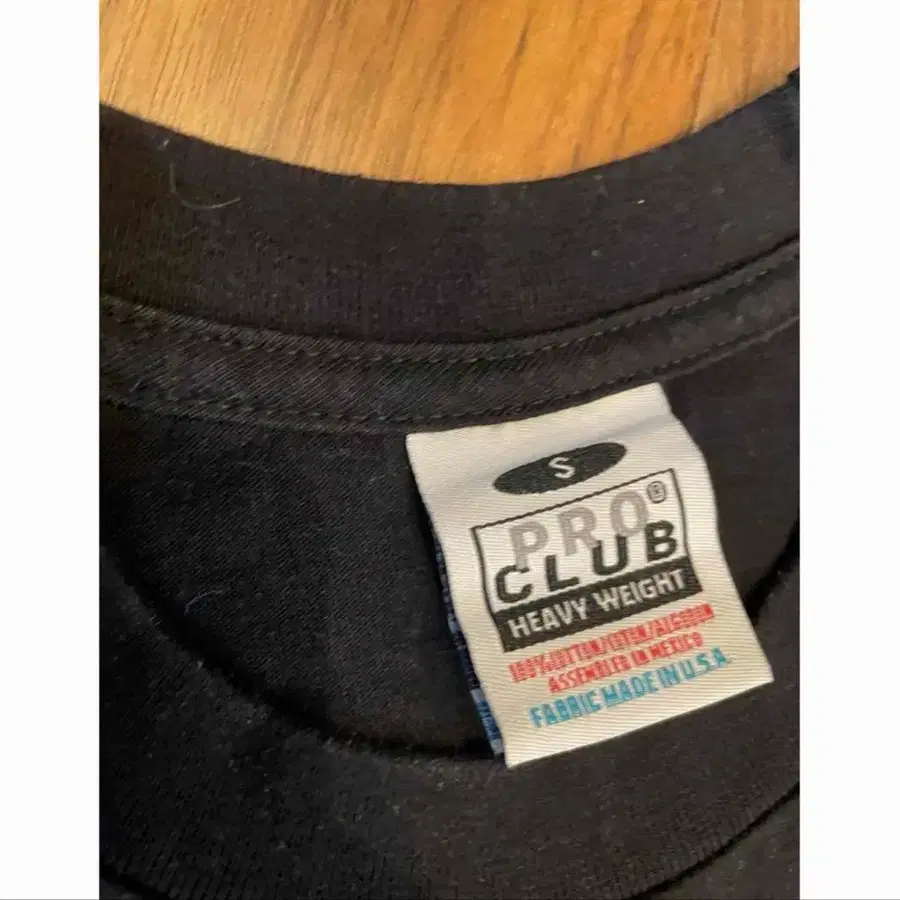 S
PRO®
CLUB
HEAVY WEIGHT
100% COTTON/COTON/ALGODON
ASSEMBLED IN MEXICO
FABRIC MADE IN U.S.A.